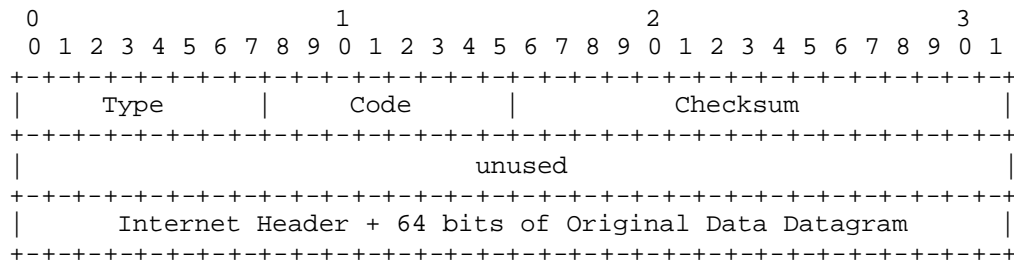 0                   1                   2                   3
 0 1 2 3 4 5 6 7 8 9 0 1 2 3 4 5 6 7 8 9 0 1 2 3 4 5 6 7 8 9 0 1
+-+-+-+-+-+-+-+-+-+-+-+-+-+-+-+-+-+-+-+-+-+-+-+-+-+-+-+-+-+-+-+-+
|     Type      |     Code      |          Checksum             |
+-+-+-+-+-+-+-+-+-+-+-+-+-+-+-+-+-+-+-+-+-+-+-+-+-+-+-+-+-+-+-+-+
|                             unused                            |
+-+-+-+-+-+-+-+-+-+-+-+-+-+-+-+-+-+-+-+-+-+-+-+-+-+-+-+-+-+-+-+-+
|      Internet Header + 64 bits of Original Data Datagram      |
+-+-+-+-+-+-+-+-+-+-+-+-+-+-+-+-+-+-+-+-+-+-+-+-+-+-+-+-+-+-+-+-+